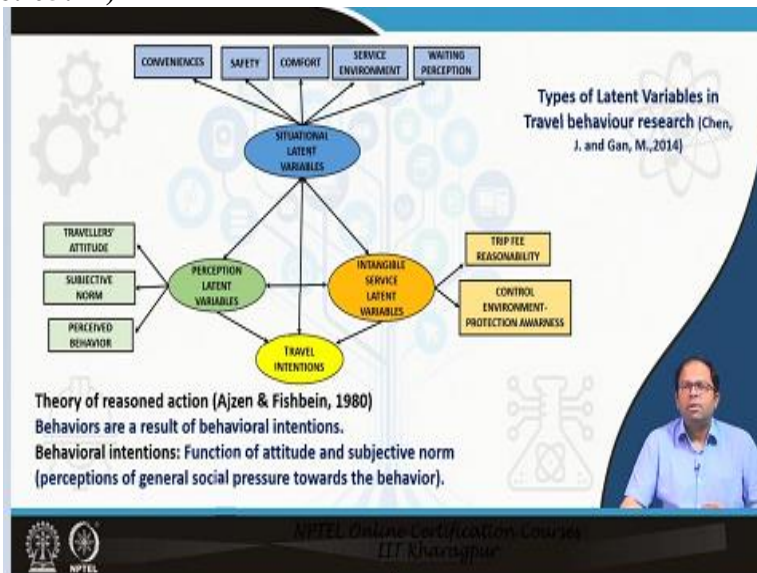 CONVENIENCES
SAFETY
COMFORT
SERVICE
ENVIRONMENT
WAITING
PERCEPTION
SITUATIONAL
LATENT
VARIABLES
Types of Latent Variables in
Travel behaviour research (Chen,
J. and Gan, M.,2014)
TRAVELLERS'
ATTITUDE
SUBJECTIVE
NORM
PERCEIVED
BEHAVIOR
PERCEPTION
LATENT
VARIABLES
INTANGIBLE
SERVICE
LATENT
VARIABLES
TRIP FEE
REASONABILITY
CONTROL
ENVIRONMENT-
PROTECTION AWARNESS
TRAVEL
INTENTIONS
Theory of reasoned action (Ajzen & Fishbein, 1980)
Behaviors are a result of behavioral intentions.
Behavioral intentions: Function of attitude and subjective norm
(perceptions of general social pressure towards the behavior).
NPTEL Online Certification Courses
IIT Kharagpur
NPTEL